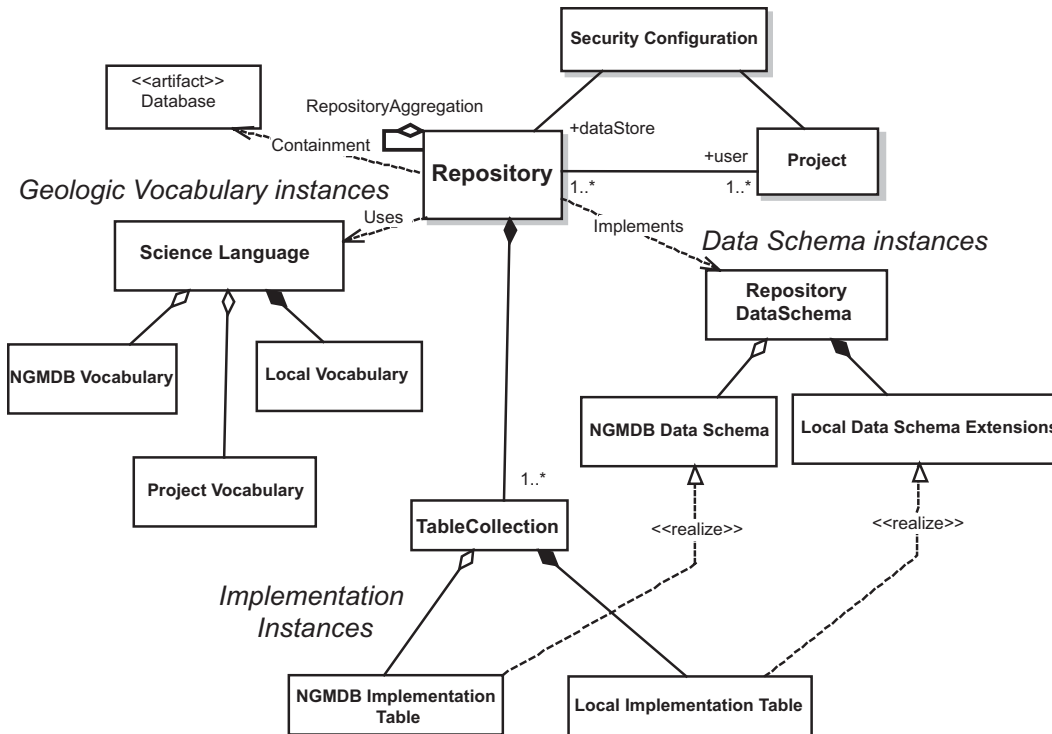 Security Configuration
<<artifact>>
Database
RepositoryAggregation
+dataStore
Containment
Repository
+user
Project
1..*
1..*
Geologic Vocabulary instances
Uses
Implements
Data Schema instances
Science Language
Repository
DataSchema
NGMDB Vocabulary
Local Vocabulary
NGMDB Data Schema
Local Data Schema Extensions
Project Vocabulary
1..*
TableCollection
<<realize>>
<<realize>>
Implementation
Instances
NGMDB Implementation
Table
Local Implementation Table